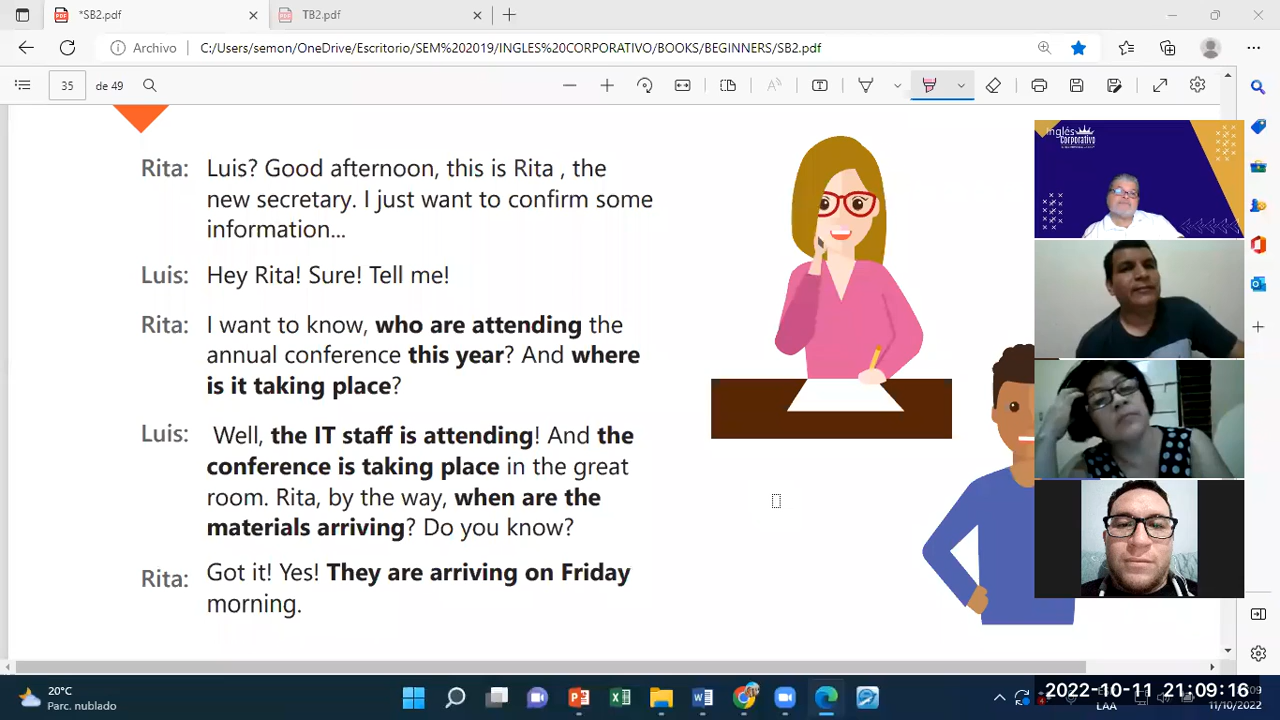 *SB2.pdf
TB2.pdf
Archivo
C:/Users/semon/OneDrive/Escritorio/SEM%202019/INGLES%20CORPORATIVO/BOOKS/BEGINNERS/SB2.pdf
35 de 49
Rita: Luis? Good afternoon, this is Rita , the
new secretary. I just want to confirm some
information...
Luis: Hey Rita! Sure! Tell me!
Rita: I want to know, who are attending the
annual conference this year? And where
is it taking place?
Luis: Well, the IT staff is attending! And the
conference is taking place in the great
room. Rita, by the way, when are the
materials arriving? Do you know?
Rita: Got it! Yes! They are arriving on Friday
morning.
Inglés
Corporativo
20°C
Parc. nublado
2022-10-11 21:09:16
LAA
11/10/2022